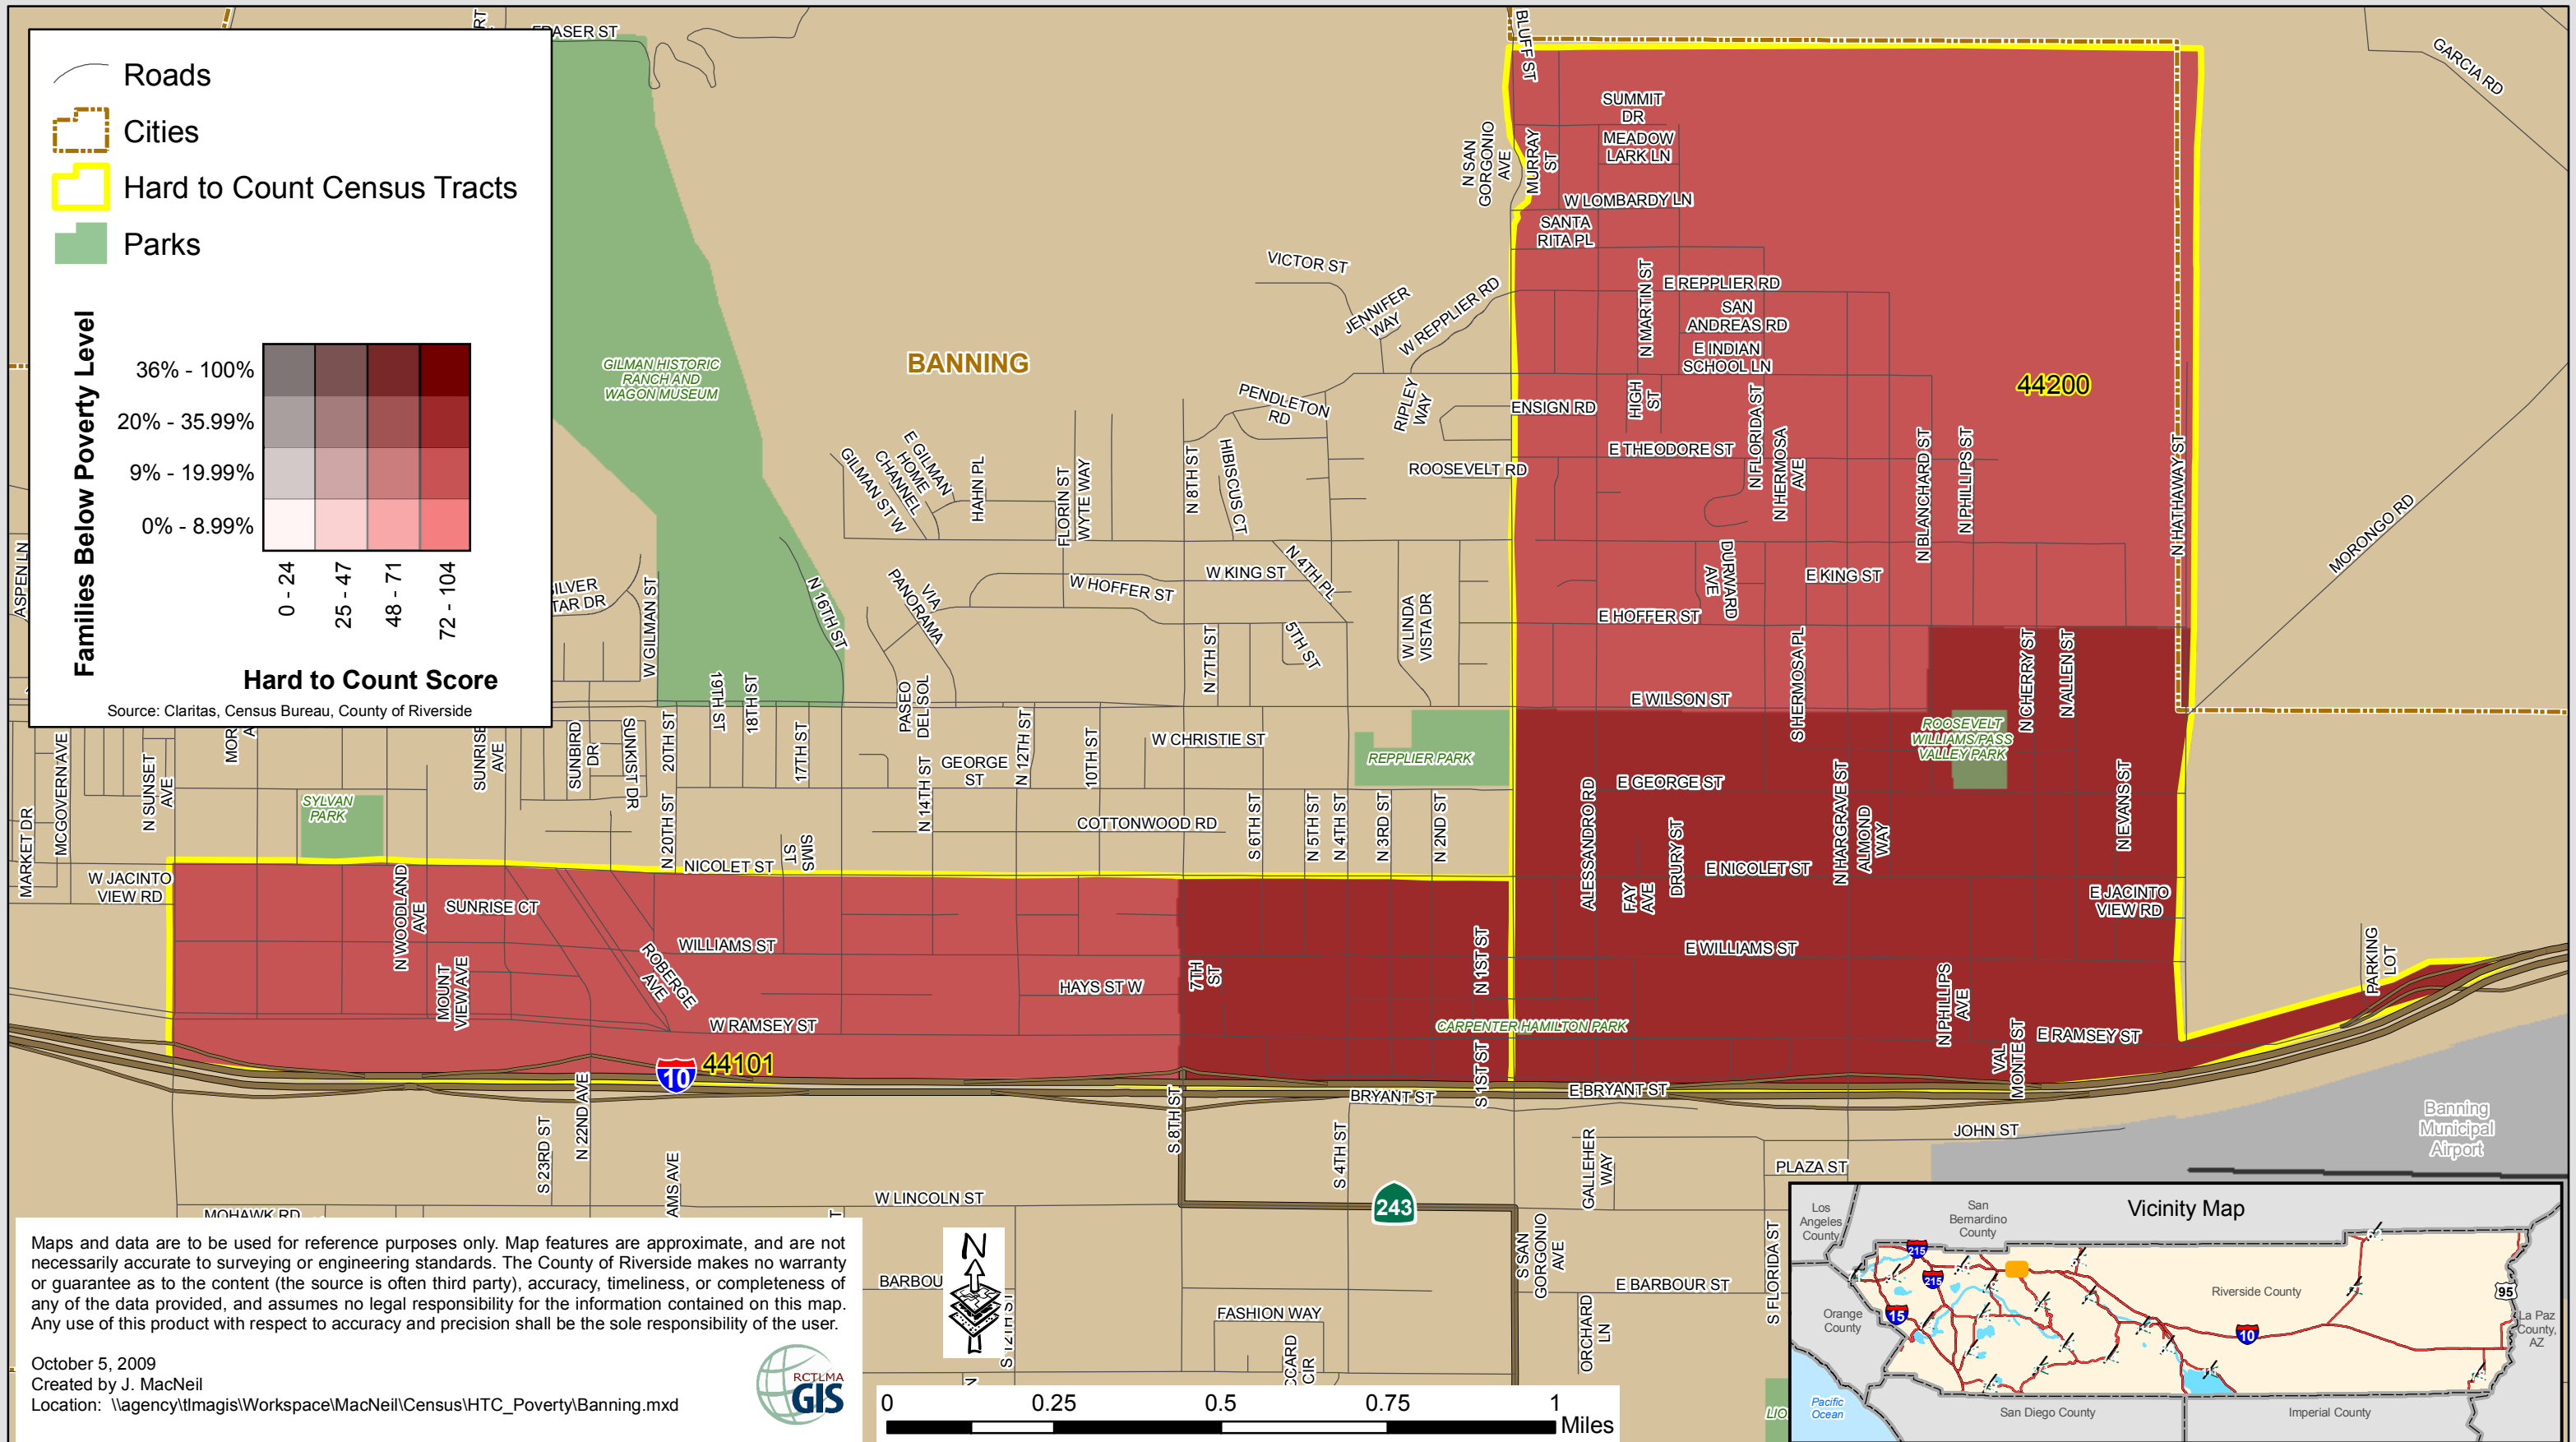 Roads
Cities
Hard to Count Census Tracts
Parks
Families Below Poverty Level
36% - 100%
20% - 35.99%
9% - 19.99%
0% - 8.99%
0 - 24
25 - 47
48 - 71
72 - 104
Hard to Count Score
Source: Claritas, Census Bureau, County of Riverside
BLUFF ST
GARCIA RD
SUMMIT
DR
MEADOW
LARK LN
N SAN
GORGONIO
AVE
MURRAY
ST
W LOMBARDY LN
SANTA
RITA PL
VICTOR ST
JENNIFER
WAY
W REPPLIER RD
N MARTIN ST
E REPPLIER RD
SAN
ANDREAS RD
E INDIAN
SCHOOL LN
GILMAN HISTORIC
RANCH AND
WAGON MUSEUM
BANNING
44200
PENDLETON
RD
RIPLEY
WAY
ENSIGN RD
HIGH
ST
N FLORIDA ST
N HERMOSA
AVE
E THEODORE ST
N BLANCHARD ST
N PHILLIPS ST
N HATHAWAY ST
MORONGO RD
GILMAN ST W
E GILMAN
HOME
CHANNEL
HAHN PL
FLORIN ST
WYTE WAY
N 8TH ST
HIBISCUS CT
ROOSEVELT RD
ASPEN LN
W GILMAN ST
N 16TH ST
VIA
PANORAMA
W HOFFER ST
W KING ST
N 4TH PL
W LINDA
VISTA DR
DURWARD
AVE
E KING ST
E HOFFER ST
5TH ST
N 7TH ST
SHERMOSA PL
N CHERRY ST
N ALLEN ST
E WILSON ST
19TH ST
18TH ST
PASEO
DEL SOL
MCGOVERN AVE
N SUNSET
AVE
SUNRISE
AVE
SUNBIRD
DR
SUNKIST DR
20TH ST
17TH ST
N 14TH ST
GEORGE
ST
N 12TH ST
10TH ST
W CHRISTIE ST
REPPLIER PARK
ROOSEVELT
WILLIAMS/PASS
VALLEY PARK
SYLVAN
PARK
MARKET DR
N 20TH ST
SIMS
ST
COTTONWOOD RD
S 6TH ST
N 5TH ST
N 4TH ST
N 3RD ST
N 2ND ST
ALESSANDRO RD
E GEORGE ST
DRURY ST
N HARGRAVE ST
ALMOND
WAY
N EVANS ST
NICOLET ST
E NICOLET ST
FAY
AVE
W JACINTO
VIEW RD
E JACINTO
VIEW RD
N WOODLAND
AVE
SUNRISE CT
WILLIAMS ST
E WILLIAMS ST
MOUNT
VIEW AVE
ROBERGE
AVE
HAYS ST W
7TH
ST
N 1ST ST
N PHILLIPS
AVE
PARKING
LOT
W RAMSEY ST
CARPENTER HAMILTON PARK
E RAMSEY ST
VAL
MONTE ST
10
44101
S 1ST ST
BRYANT ST
E BRYANT ST
S 8TH ST
N 22ND AVE
S 23RD ST
S 4TH ST
GALLEHER
WAY
JOHN ST
PLAZA ST
Banning
Municipal
Airport
W LINCOLN ST
243
MOHAWK RD
S SAN
GORGONIO
AVE
E BARBOUR ST
S FLORIDA ST
FASHION WAY
ORCHARD
LN
S 12TH ST
Maps and data are to be used for reference purposes only. Map features are approximate, and are not
necessarily accurate to surveying or engineering standards. The County of Riverside makes no warranty
or guarantee as to the content (the source is often third party), accuracy, timeliness, or completeness of
any of the data provided, and assumes no legal responsibility for the information contained on this map.
Any use of this product with respect to accuracy and precision shall be the sole responsibility of the user.
October 5, 2009
Created by J. MacNeil
Location: \\agency\tlmagis\Workspace\MacNeil\Census\HTC_Poverty\Banning.mxd
RCTLMA
GIS
N
0
0.25
0.5
0.75
1
Miles
Vicinity Map
Los
Angeles
County
San
Bernardino
County
215
215
15
Orange
County
Riverside County
95
La Paz
County,
AZ
10
Pacific
Ocean
San Diego County
Imperial County